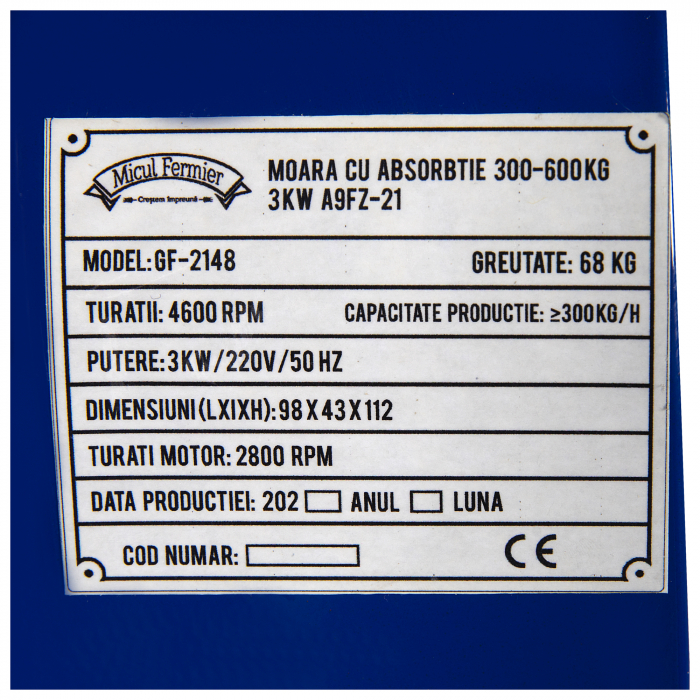 Micul Fermier
Creștem împreună
MOARA CU ABSORBTIE 300-600KG
3KW A9FZ-21
MODEL:GF-2148 GREUTATE: 68 KG
TURATII: 4600 RPM CAPACITATE PRODUCTIE: ≥300KG/H
PUTERE:3KW/220V/50 HZ
DIMENSIUNI(LXIXH):98X43X112
TURATI MOTOR: 2800 RPM
DATA PRODUCTIEI: 202 ANUL LUNA
COD NUMAR:
CE